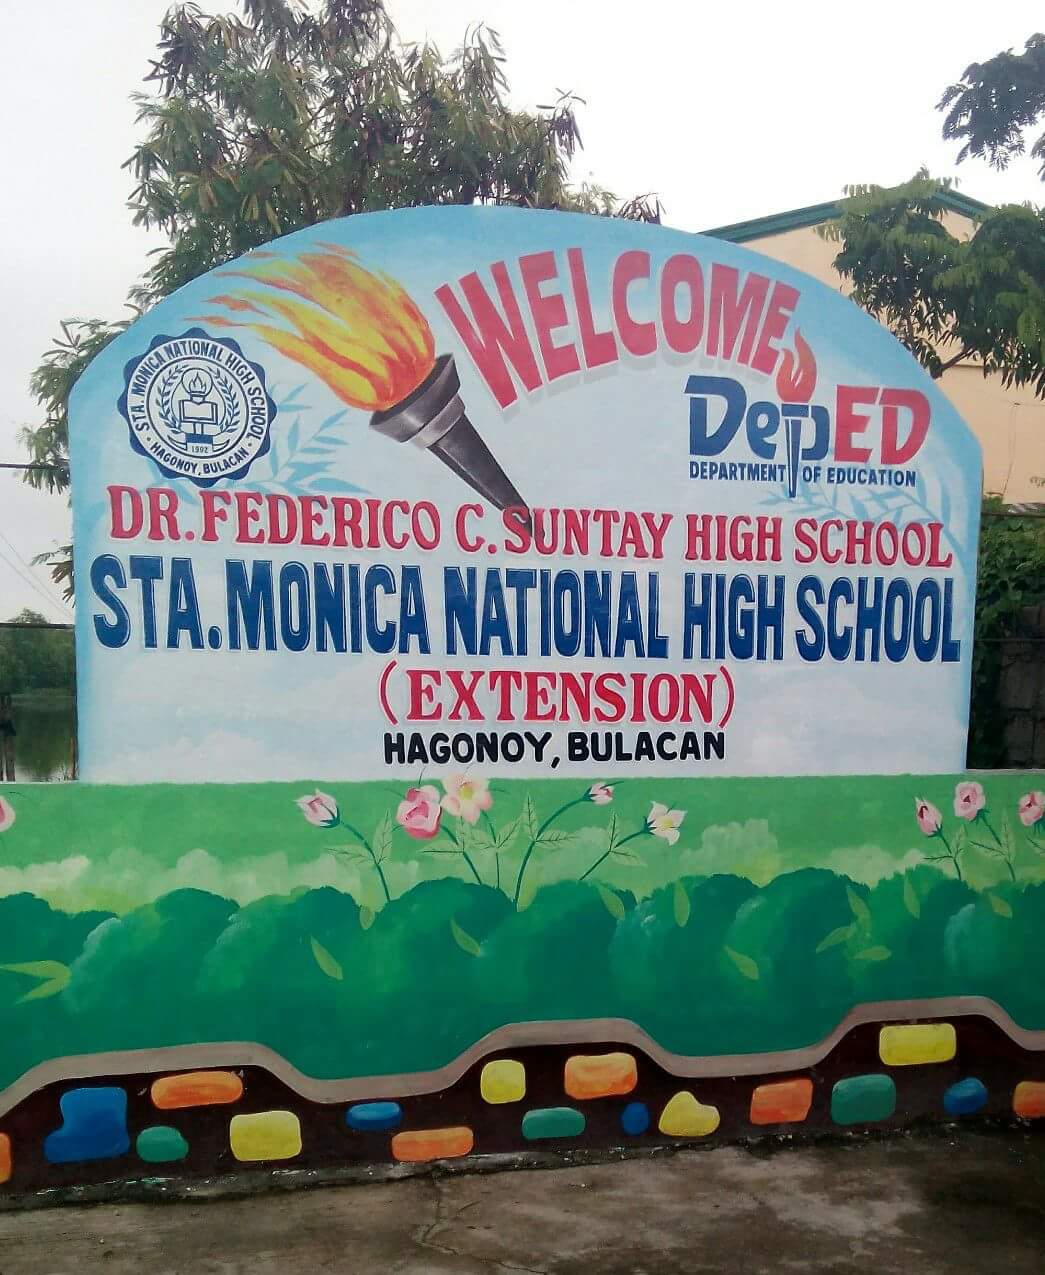 WELCOME
STA. MONICA NATIONAL HIGH SCHOOL
1992
• HAGONOY, BULACAN •
DepED
DEPARTMENT OF EDUCATION
DR. FEDERICO C. SUNTAY HIGH SCHOOL
STA. MONICA NATIONAL HIGH SCHOOL
(EXTENSION)
HAGONOY, BULACAN